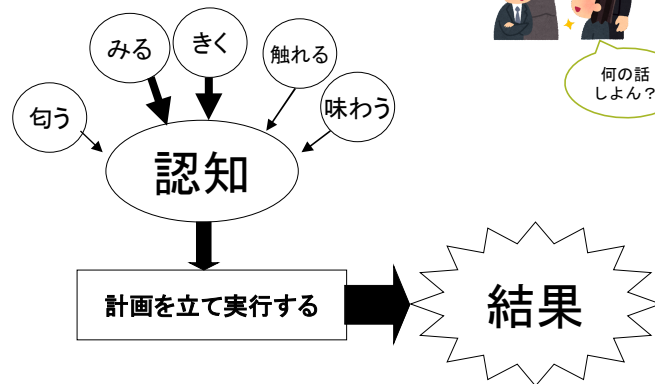 みる
きく
触れる
匂う
味わう
何の話
しよん？
認知
計画を立て実行する
結果